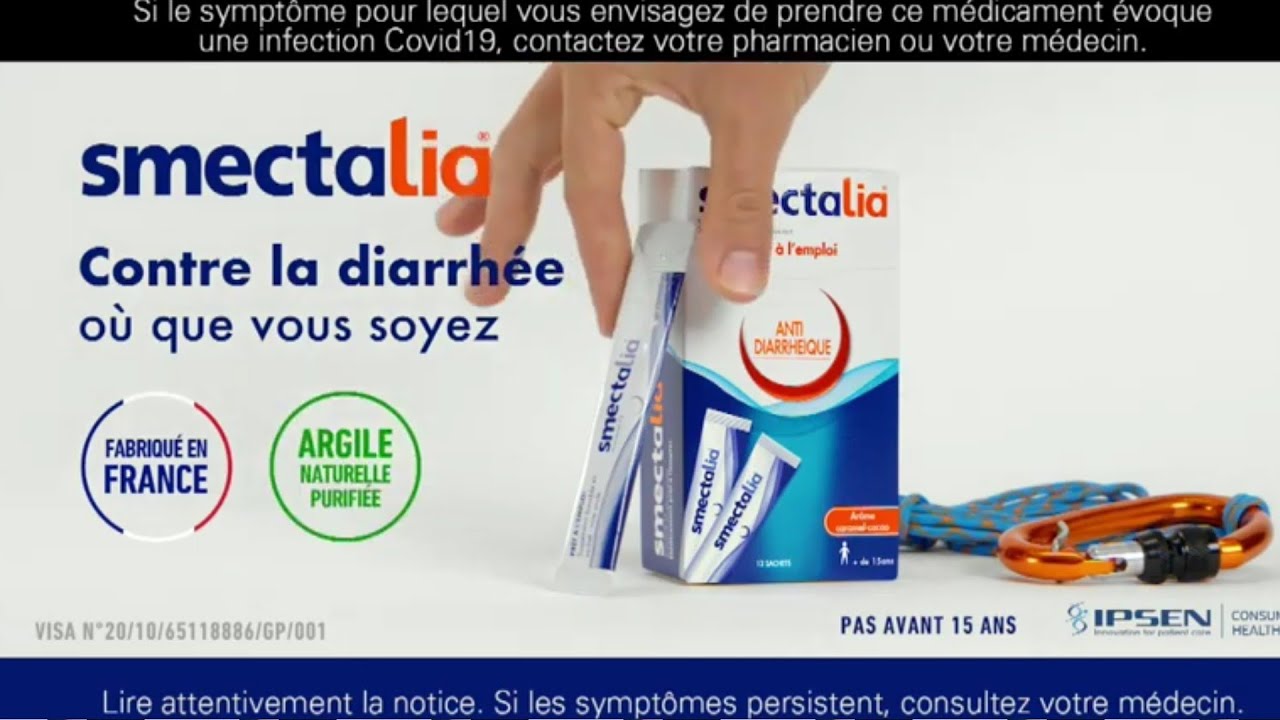 Si le symptôme pour lequel vous envisagez de prendre ce médicament évoque
une infection Covid19, contactez votre pharmacien ou votre médecin.
smectalia®
Contre la diarrhée
où que vous soyez
FABRIQUÉ EN
FRANCE
ARGILE
NATURELLE
PURIFIÉE
smectalia
smectalia
ectalia
à l'emploi
ANTI
DIARRHEIQUE
smectalia
smectalia
Arôme
caramel-cacao
+ de 15ans
12 SACHETS
VISA N°20/10/65118886/GP/001
PAS AVANT 15 ANS
IPSEN
Innovation for patient care
CONSUM
HEALTH
Lire attentivement la notice. Si les symptômes persistent, consultez votre médecin.